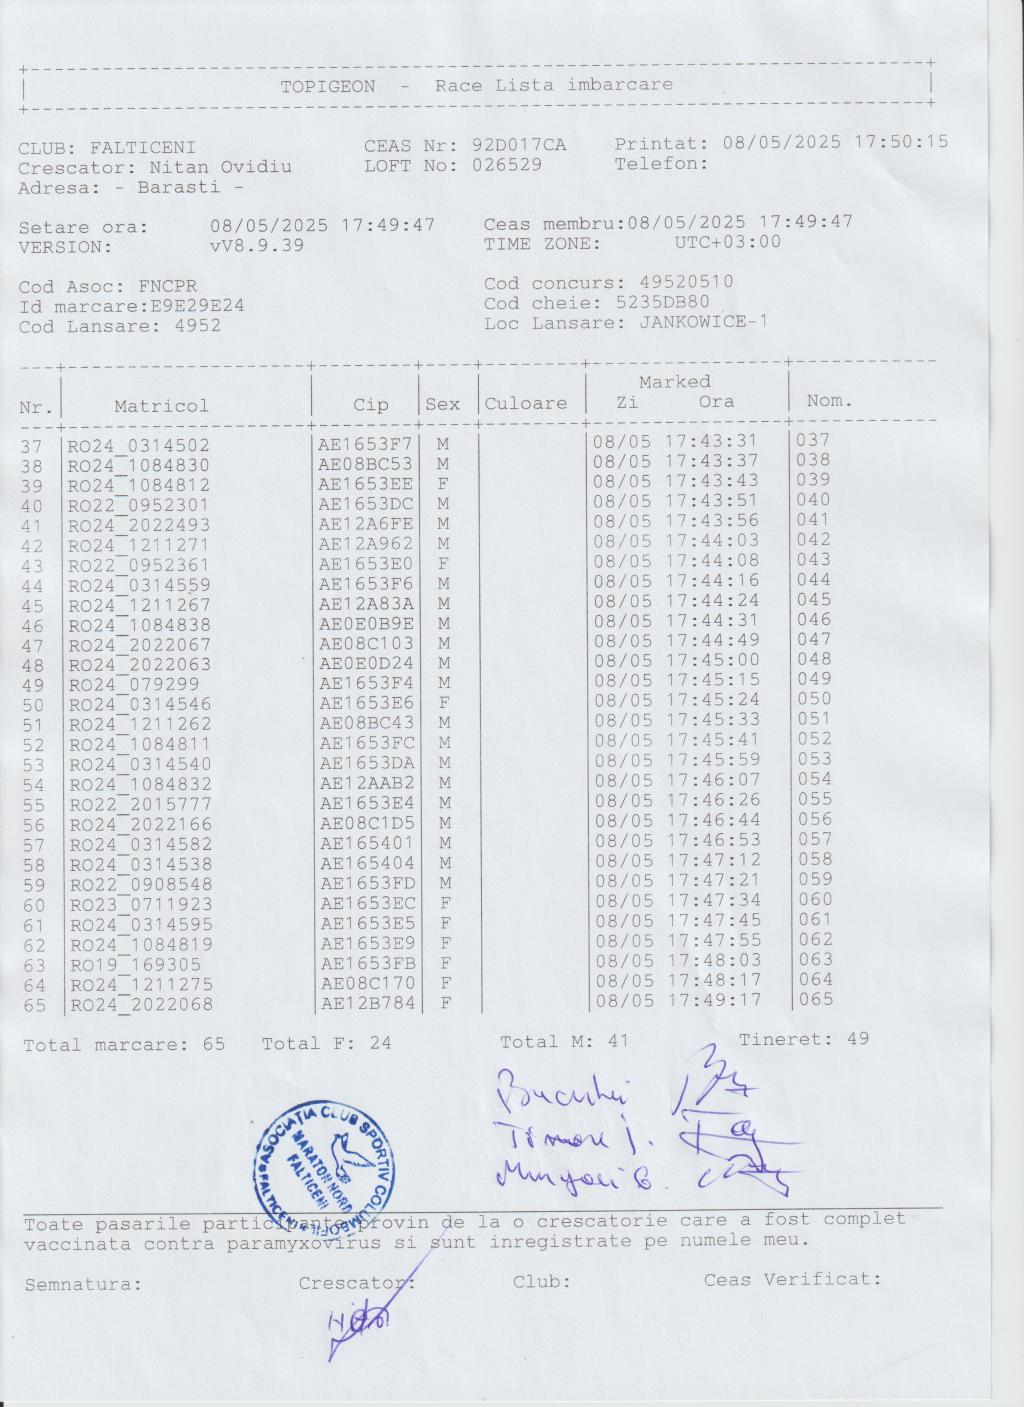 TOPIGEON - Race Lista imbarcare
CLUB: FALTICENI CEAS Nr: 92D017CA Printat: 08/05/2025 17:50:15
Crescator: Nitan Ovidiu LOFT No: 026529 Telefon:
Adresa: - Barasti -
Setare ora: 08/05/2025 17:49:47 Ceas membru:08/05/2025 17:49:47
VERSION: vV8.9.39 TIME ZONE: UTC+03:00
Cod Asoc: FNCPR Cod concurs: 49520510
Id marcare:E9E29E24 Cod cheie: 5235DB80
Cod Lansare: 4952 Loc Lansare: JANKOWICE-1
Marked
Nr. Matricol Cip Sex Culoare Zi Ora Nom.
37 RO24_0314502 AE1653F7 M 08/05 17:43:31 037
38 RO24_1084830 AE08BC53 M 08/05 17:43:37 038
39 RO24_1084812 AE1653EE F 08/05 17:43:43 039
40 RO22_0952301 AE1653DC M 08/05 17:43:51 040
41 RO24_2022493 AE12A6FE M 08/05 17:43:56 041
42 RO24_1211271 AE12A962 M 08/05 17:44:03 042
43 RO22_0952361 AE1653E0 F 08/05 17:44:08 043
44 RO24_0314559 AE1653F6 M 08/05 17:44:16 044
45 RO24_1211267 AE12A83A M 08/05 17:44:24 045
46 RO24_1084838 AE0E0B9E M 08/05 17:44:31 046
47 RO24_2022067 AE08C103 M 08/05 17:44:49 047
48 RO24_2022063 AE0E0D24 M 08/05 17:45:00 048
49 RO24_079299 AE1653F4 M 08/05 17:45:15 049
50 RO24_0314546 AE1653E6 F 08/05 17:45:24 050
51 RO24_1211262 AE08BC43 M 08/05 17:45:33 051
52 RO24_1084811 AE1653FC M 08/05 17:45:41 052
53 RO24_0314540 AE1653DA M 08/05 17:45:59 053
54 RO24_1084832 AE12AAB2 M 08/05 17:46:07 054
55 RO22_2015777 AE1653E4 M 08/05 17:46:26 055
56 RO24_2022166 AE08C1D5 M 08/05 17:46:44 056
57 RO24_0314582 AE165401 M 08/05 17:46:53 057
58 RO24_0314538 AE165404 M 08/05 17:47:12 058
59 RO22_0908548 AE1653FD M 08/05 17:47:21 059
60 RO23_0711923 AE1653EC F 08/05 17:47:34 060
61 RO24_0314595 AE1653E5 F 08/05 17:47:45 061
62 RO24_1084819 AE1653E9 F 08/05 17:47:55 062
63 RO19_169305 AE1653FB F 08/05 17:48:03 063
64 RO24_1211275 AE08C170 F 08/05 17:48:17 064
65 RO24_2022068 AE12B784 F 08/05 17:49:17 065
Total marcare: 65 Total F: 24 Total M: 41 Tineret: 49
ASOCIATIA CLUB SPORTIV COLUMBOFIL
MARATON NORD
FALTICENI
FALTICENI
Toate pasarile participante provin de la o crescatorie care a fost complet
vaccinata contra paramyxovirus si sunt inregistrate pe numele meu.
Semnatura: Crescator: Club: Ceas Verificat: